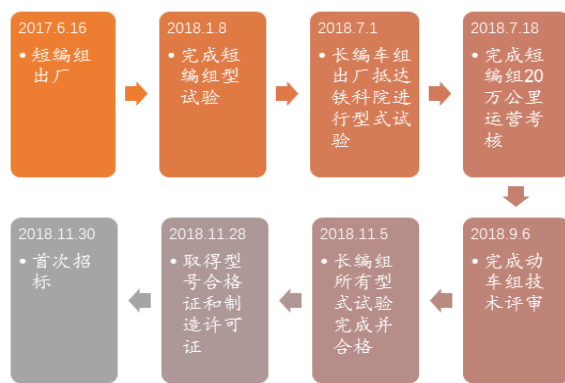 2017.6.16
• 短编组
出厂
2018.1.8
• 完成短
编组型
试验
2018.7.1
• 长编车组
出厂抵达
铁科院进
行型式试
验
2018.7.18
• 完成短
编组20
万公里
运营考
核
2018.9.6
• 完成动
车组技
术评审
2018.11.5
• 长编组
所有型
式试验
完成并
合格
2018.11.28
• 取得型
号合格
证和制
造许可
证
2018.11.30
• 首次招
标